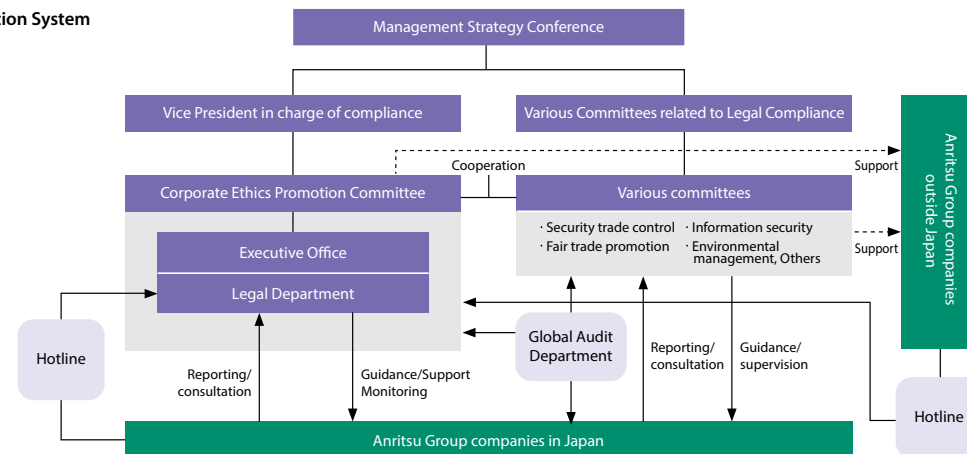 tion System
Management Strategy Conference
Vice President in charge of compliance
Various Committees related to Legal Compliance
Cooperation
Support
Corporate Ethics Promotion Committee
Various committees
· Security trade control
· Information security
· Fair trade promotion
· Environmental
management, Others
Support
Executive Office
Legal Department
Anritsu Group companies
outside Japan
Hotline
Global Audit
Department
Reporting/
consultation
Guidance/Support
Monitoring
Reporting/
consultation
Guidance/
supervision
Hotline
Anritsu Group companies in Japan